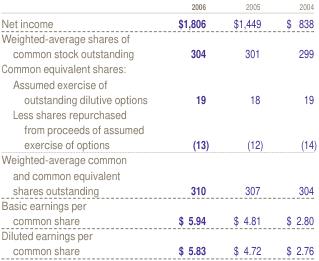 2006 2005 2004
Net income $1,806 $1,449 $ 838
Weighted-average shares of
common stock outstanding 304 301 299
Common equivalent shares:
Assumed exercise of
outstanding dilutive options 19 18 19
Less shares repurchased
from proceeds of assumed
exercise of options (13) (12) (14)
Weighted-average common
and common equivalent
shares outstanding 310 307 304
Basic earnings per
common share $ 5.94 $ 4.81 $ 2.80
Diluted earnings per
common share $ 5.83 $ 4.72 $ 2.76